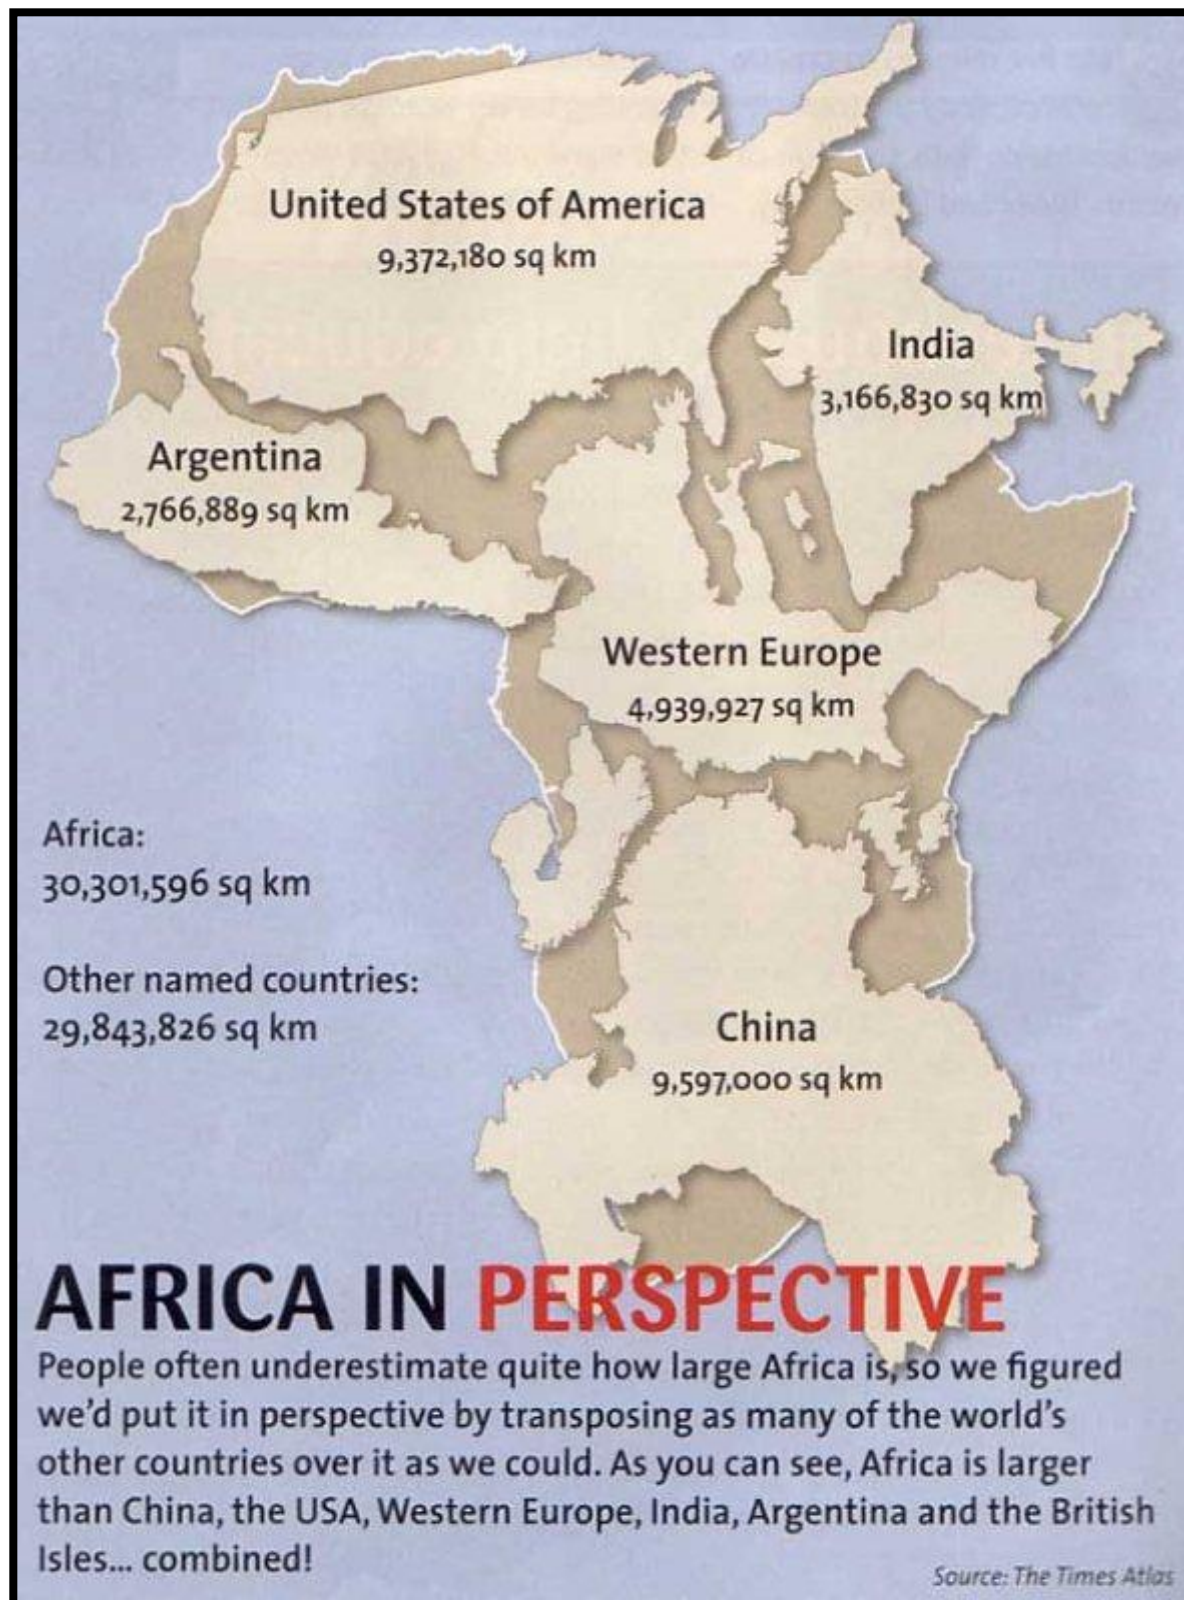 United States of America
9,372,180 sq km
India
3,166,830 sq km
Argentina
2,766,889 sq km
Western Europe
4,939,927 sq km
Africa:
30,301,596 sq km
Other named countries:
29,843,826 sq km
China
9,597,000 sq km
AFRICA IN PERSPECTIVE
People often underestimate quite how large Africa is, so we figured
we'd put it in perspective by transposing as many of the world's
other countries over it as we could. As you can see, Africa is larger
than China, the USA, Western Europe, India, Argentina and the British
Isles... combined!
Source: The Times Atlas